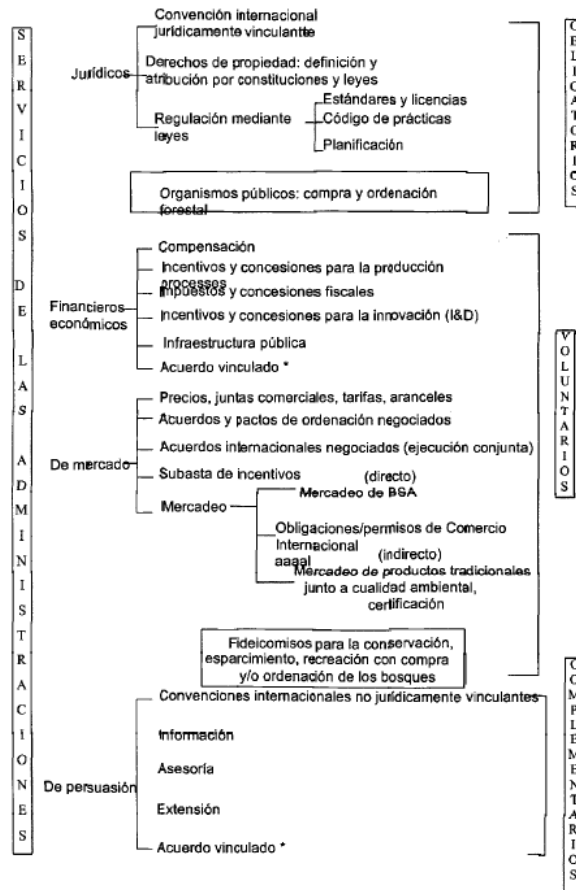 SERVICIOS DE LAS ADMINISTRACIONES
Jurídicos
Convención internacional
jurídicamente vinculantte
Derechos de propiedad: definición y
atribución por constituciones y leyes
Regulación mediante
leyes
Estándares y licencias
Código de prácticas
Planificación
Organismos públicos: compra y ordenación
forestal
OBLIGATORIOS
Financieros
económicos
Compensación
Incentivos y concesiones para la producción
processes
Impuestos y concesiones fiscales
Incentivos y concesiones para la innovación (I&D)
Infraestructura pública
Acuerdo vinculado *
De mercado
Precios, juntas comerciales, tarifas, aranceles
Acuerdos y pactos de ordenación negociados
Acuerdos internacionales negociados (ejecución conjunta)
Subasta de incentivos
Mercadeo
(directo)
Mercadeo de BSA
Obligaciones/permisos de Comercio
Internacional
aaaal
(indirecto)
Mercadeo de productos tradicionales
junto a cualidad ambiental,
certificación
Fideicomisos para la conservación,
esparcimiento, recreación con compra
y/o ordenación de los bosques
VOLUNTARIOS
De persuasión
Convenciones internacionales no jurídicamente vinculantes
Información
Asesoría
Extensión
Acuerdo vinculado *
COMPLEMENTARIOS